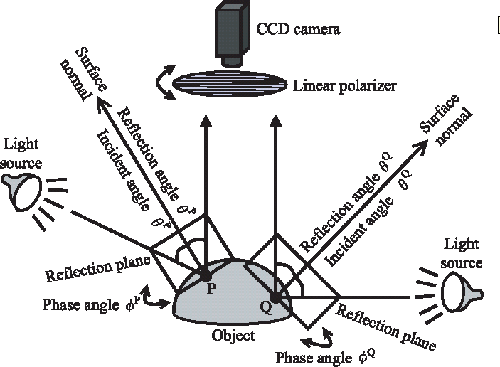 CCD camera
Linear polarizer
Surface
normal
Reflection angle θᴾ
Incident angle θᴾ
Light
source
Surface
normal
Reflection angle θQ
Incident angle θQ
Light
source
Reflection plane
P
Q
Phase angle ϕᴾ
Object
Reflection plane
Phase angle ϕQ